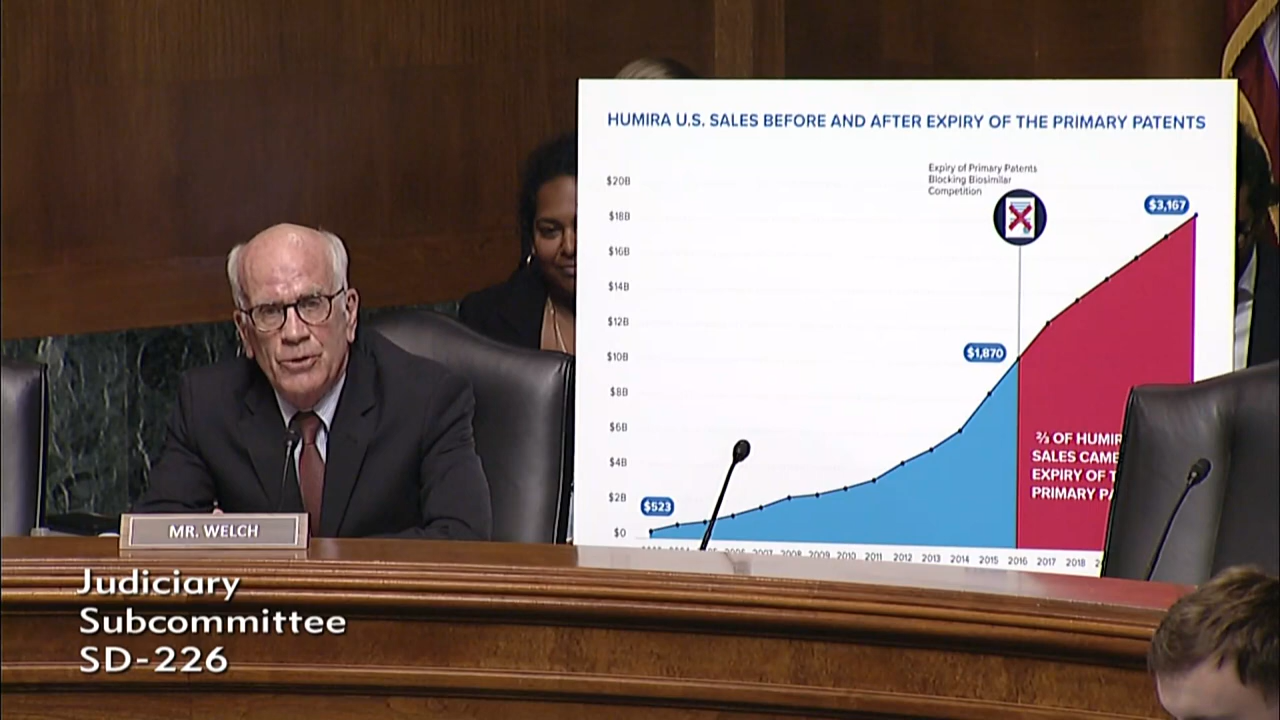 HUMIRA U.S. SALES BEFORE AND AFTER EXPIRY OF THE PRIMARY PATENTS
Expiry of Primary Patents
Blocking Biosimilar
Competition
$20B
$18B
$16B
$14B
$12B
$10B
$8B
$6B
$4B
$2B
$0
$3,167
$1,870
$523
⅔ OF HUMIR
SALES CAME
EXPIRY OF T
PRIMARY PA
2006 2007 2008 2009 2010 2011 2012 2013 2014 2015 2016 2017 2018
MR. WELCH
Judiciary
Subcommittee
SD-226